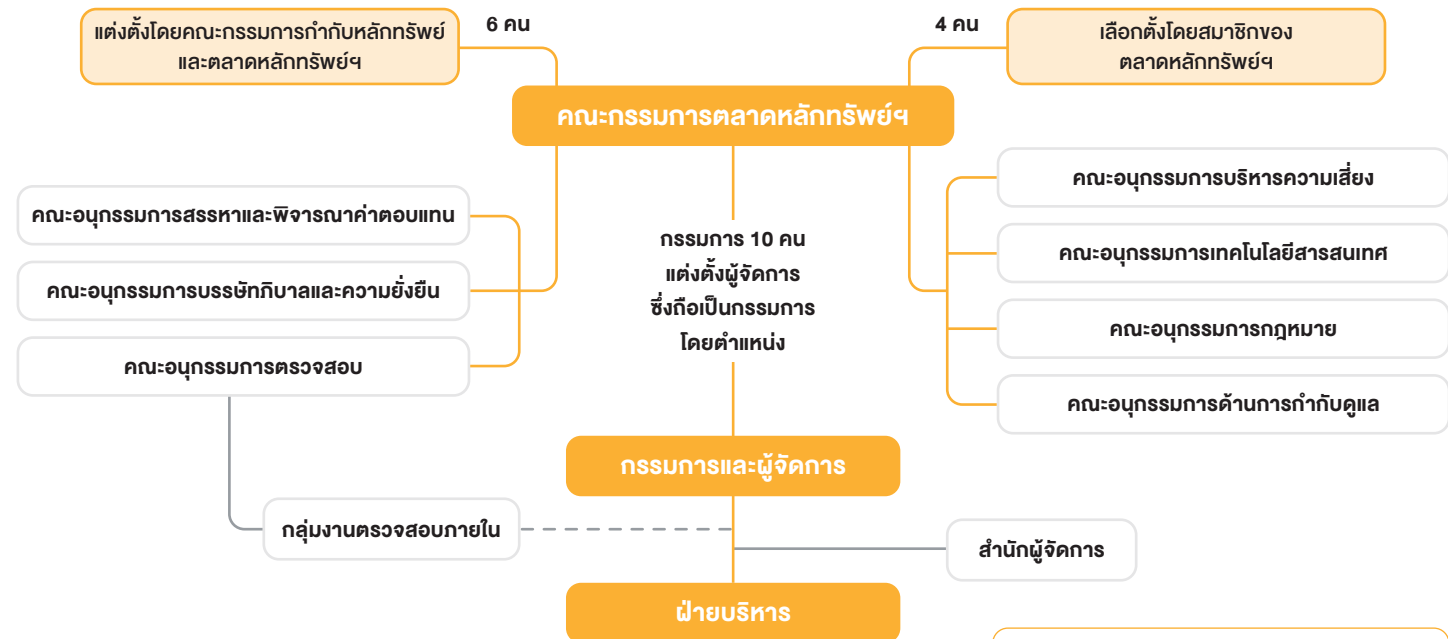 แต่งตั้งโดยคณะกรรมการกำกับหลักทรัพย์
และตลาดหลักทรัพย์ฯ
6 คน
4 คน
เลือกตั้งโดยสมาชิกของ
ตลาดหลักทรัพย์ฯ
คณะกรรมการตลาดหลักทรัพย์ฯ
คณะอนุกรรมการสรรหาและพิจารณาค่าตอบแทน
คณะอนุกรรมการบรรษัทภิบาลและความยั่งยืน
คณะอนุกรรมการตรวจสอบ
กรรมการ 10 คน
แต่งตั้งผู้จัดการ
ซึ่งถือเป็นกรรมการ
โดยตำแหน่ง
คณะอนุกรรมการบริหารความเสี่ยง
คณะอนุกรรมการเทคโนโลยีสารสนเทศ
คณะอนุกรรมการกฎหมาย
คณะอนุกรรมการด้านการกำกับดูแล
กรรมการและผู้จัดการ
กลุ่มงานตรวจสอบภายใน
สำนักผู้จัดการ
ฝ่ายบริหาร